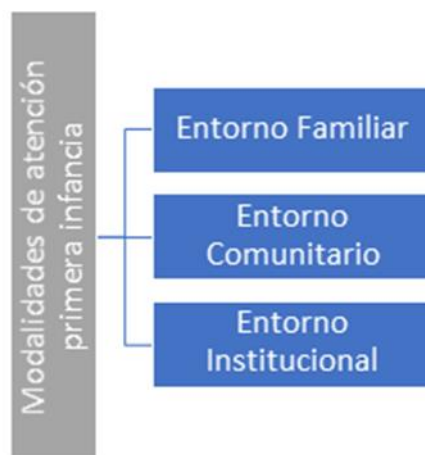 Modalidades de atención
primera infancia
Entorno Familiar
Entorno
Comunitario
Entorno
Institucional